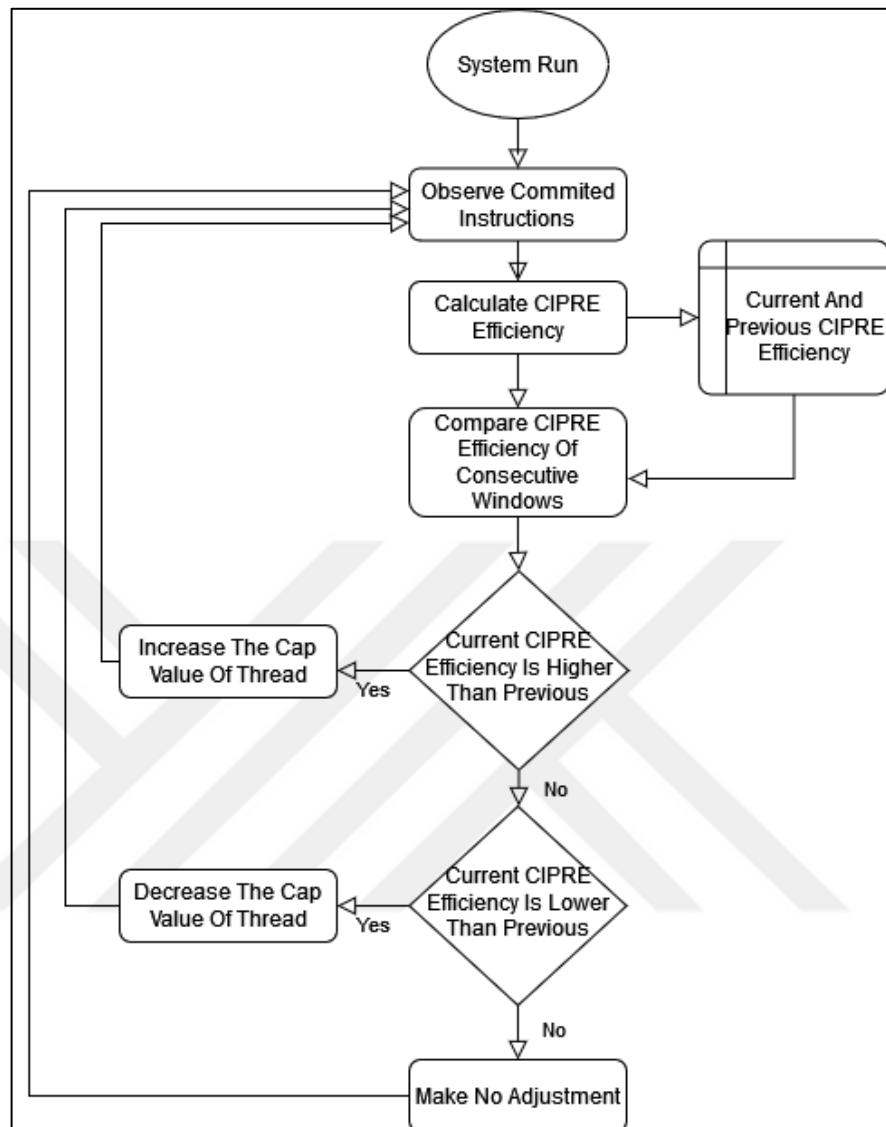 System Run
Observe Commited
Instructions
Calculate CIPRE
Efficiency
Current And
Previous CIPRE
Efficiency
Compare CIPRE
Efficiency Of
Consecutive
Windows
Current CIPRE
Efficiency Is Higher
Than Previous
Yes
Increase The Cap
Value Of Thread
No
Current CIPRE
Efficiency Is Lower
Than Previous
Yes
Decrease The Cap
Value Of Thread
No
Make No Adjustment